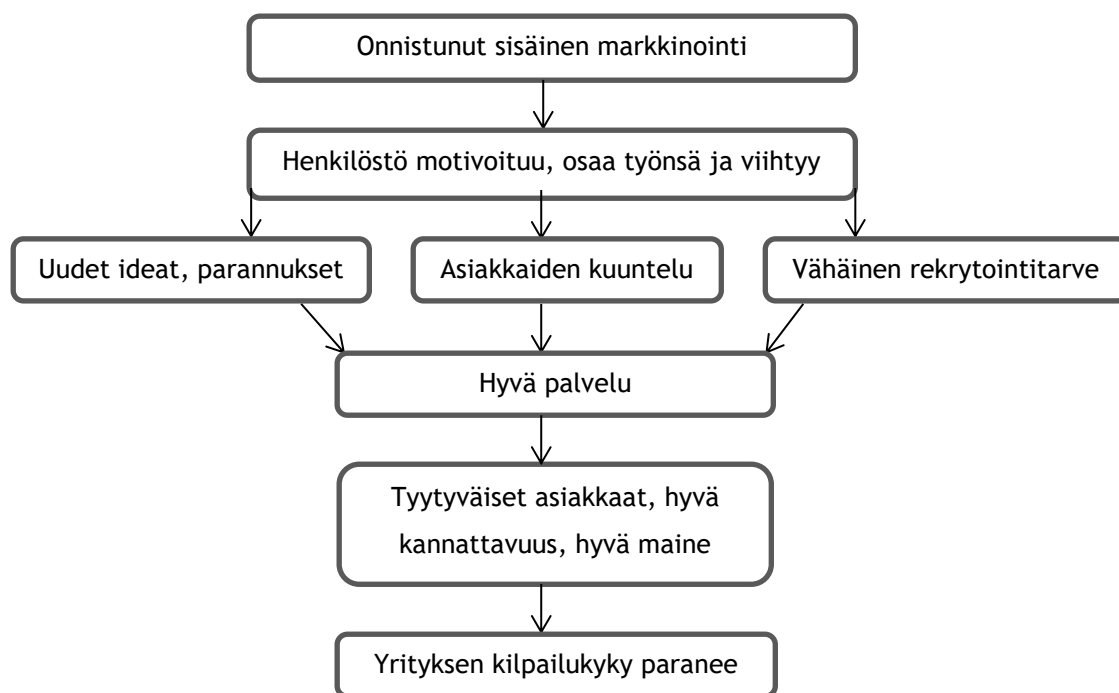 Onnistunut sisäinen markkinointi
Henkilöstö motivoituu, osaa työnsä ja viihtyy
Uudet ideat, parannukset
Asiakkaiden kuuntelu
Vähäinen rekrytointitarve
Hyvä palvelu
Tyytyväiset asiakkaat, hyvä
kannattavuus, hyvä maine
Yrityksen kilpailukyky paranee